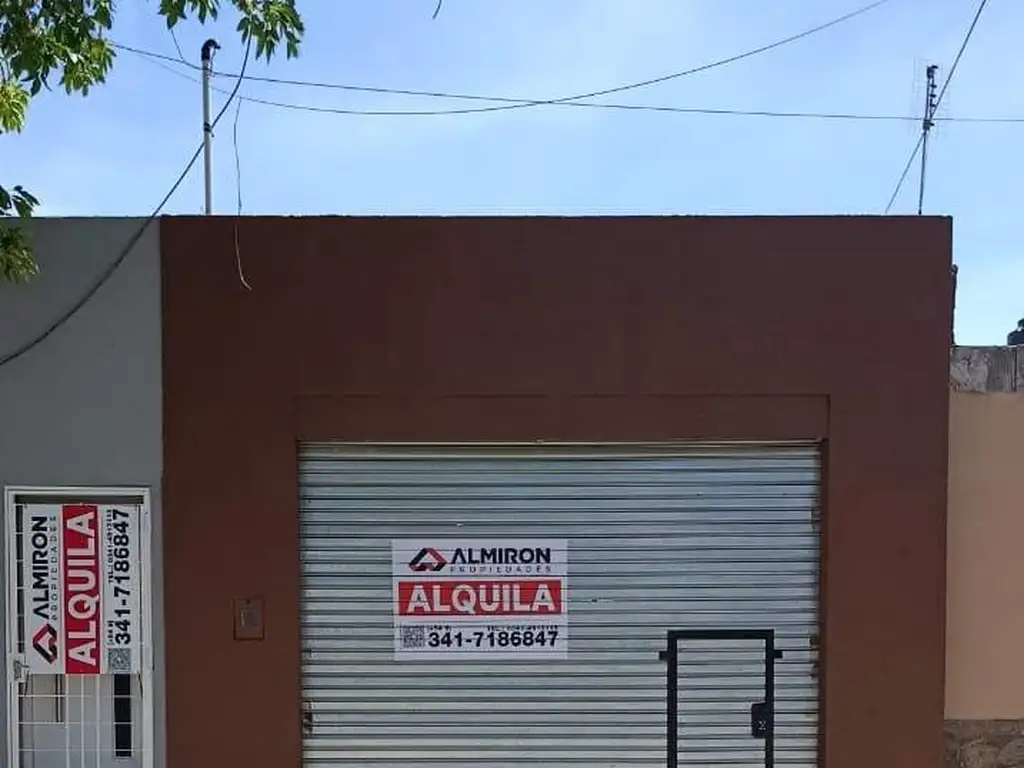 ALMIRON
PROPIEDADES
ALQUILA
341-7186847
ALMIRON
PROPIEDADES
ALQUILA
341-7186847